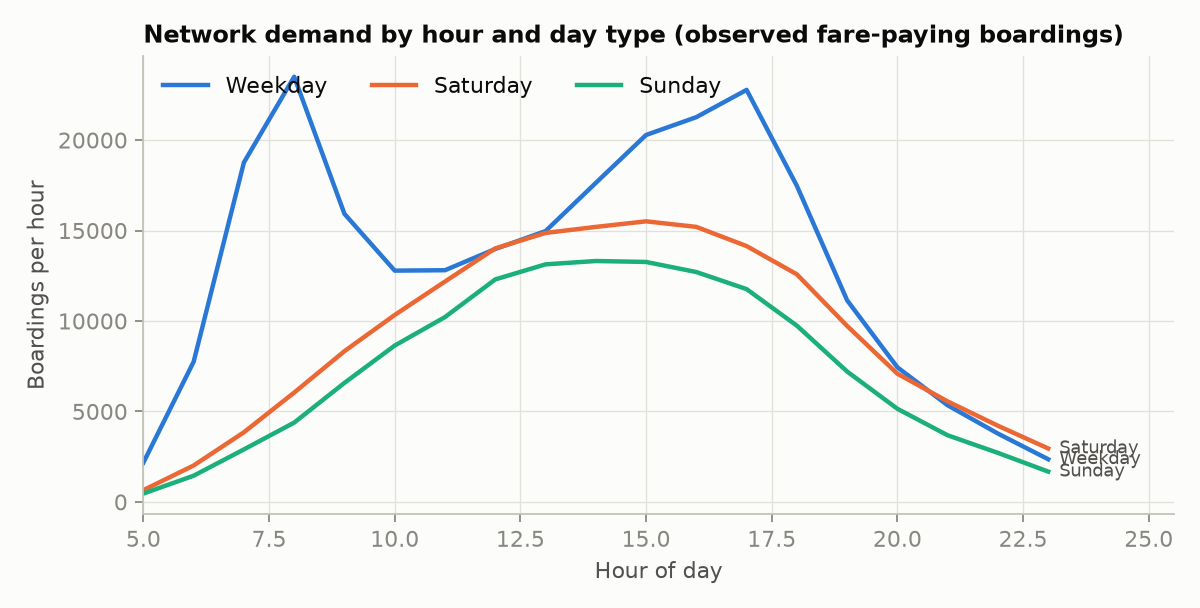 Network demand by hour and day type (observed fare-paying boardings)
Weekday Saturday Sunday
Boardings per hour
20000
15000
10000
5000
0
Saturday
Weekday
Sunday
5.0 7.5 10.0 12.5 15.0 17.5 20.0 22.5 25.0
Hour of day